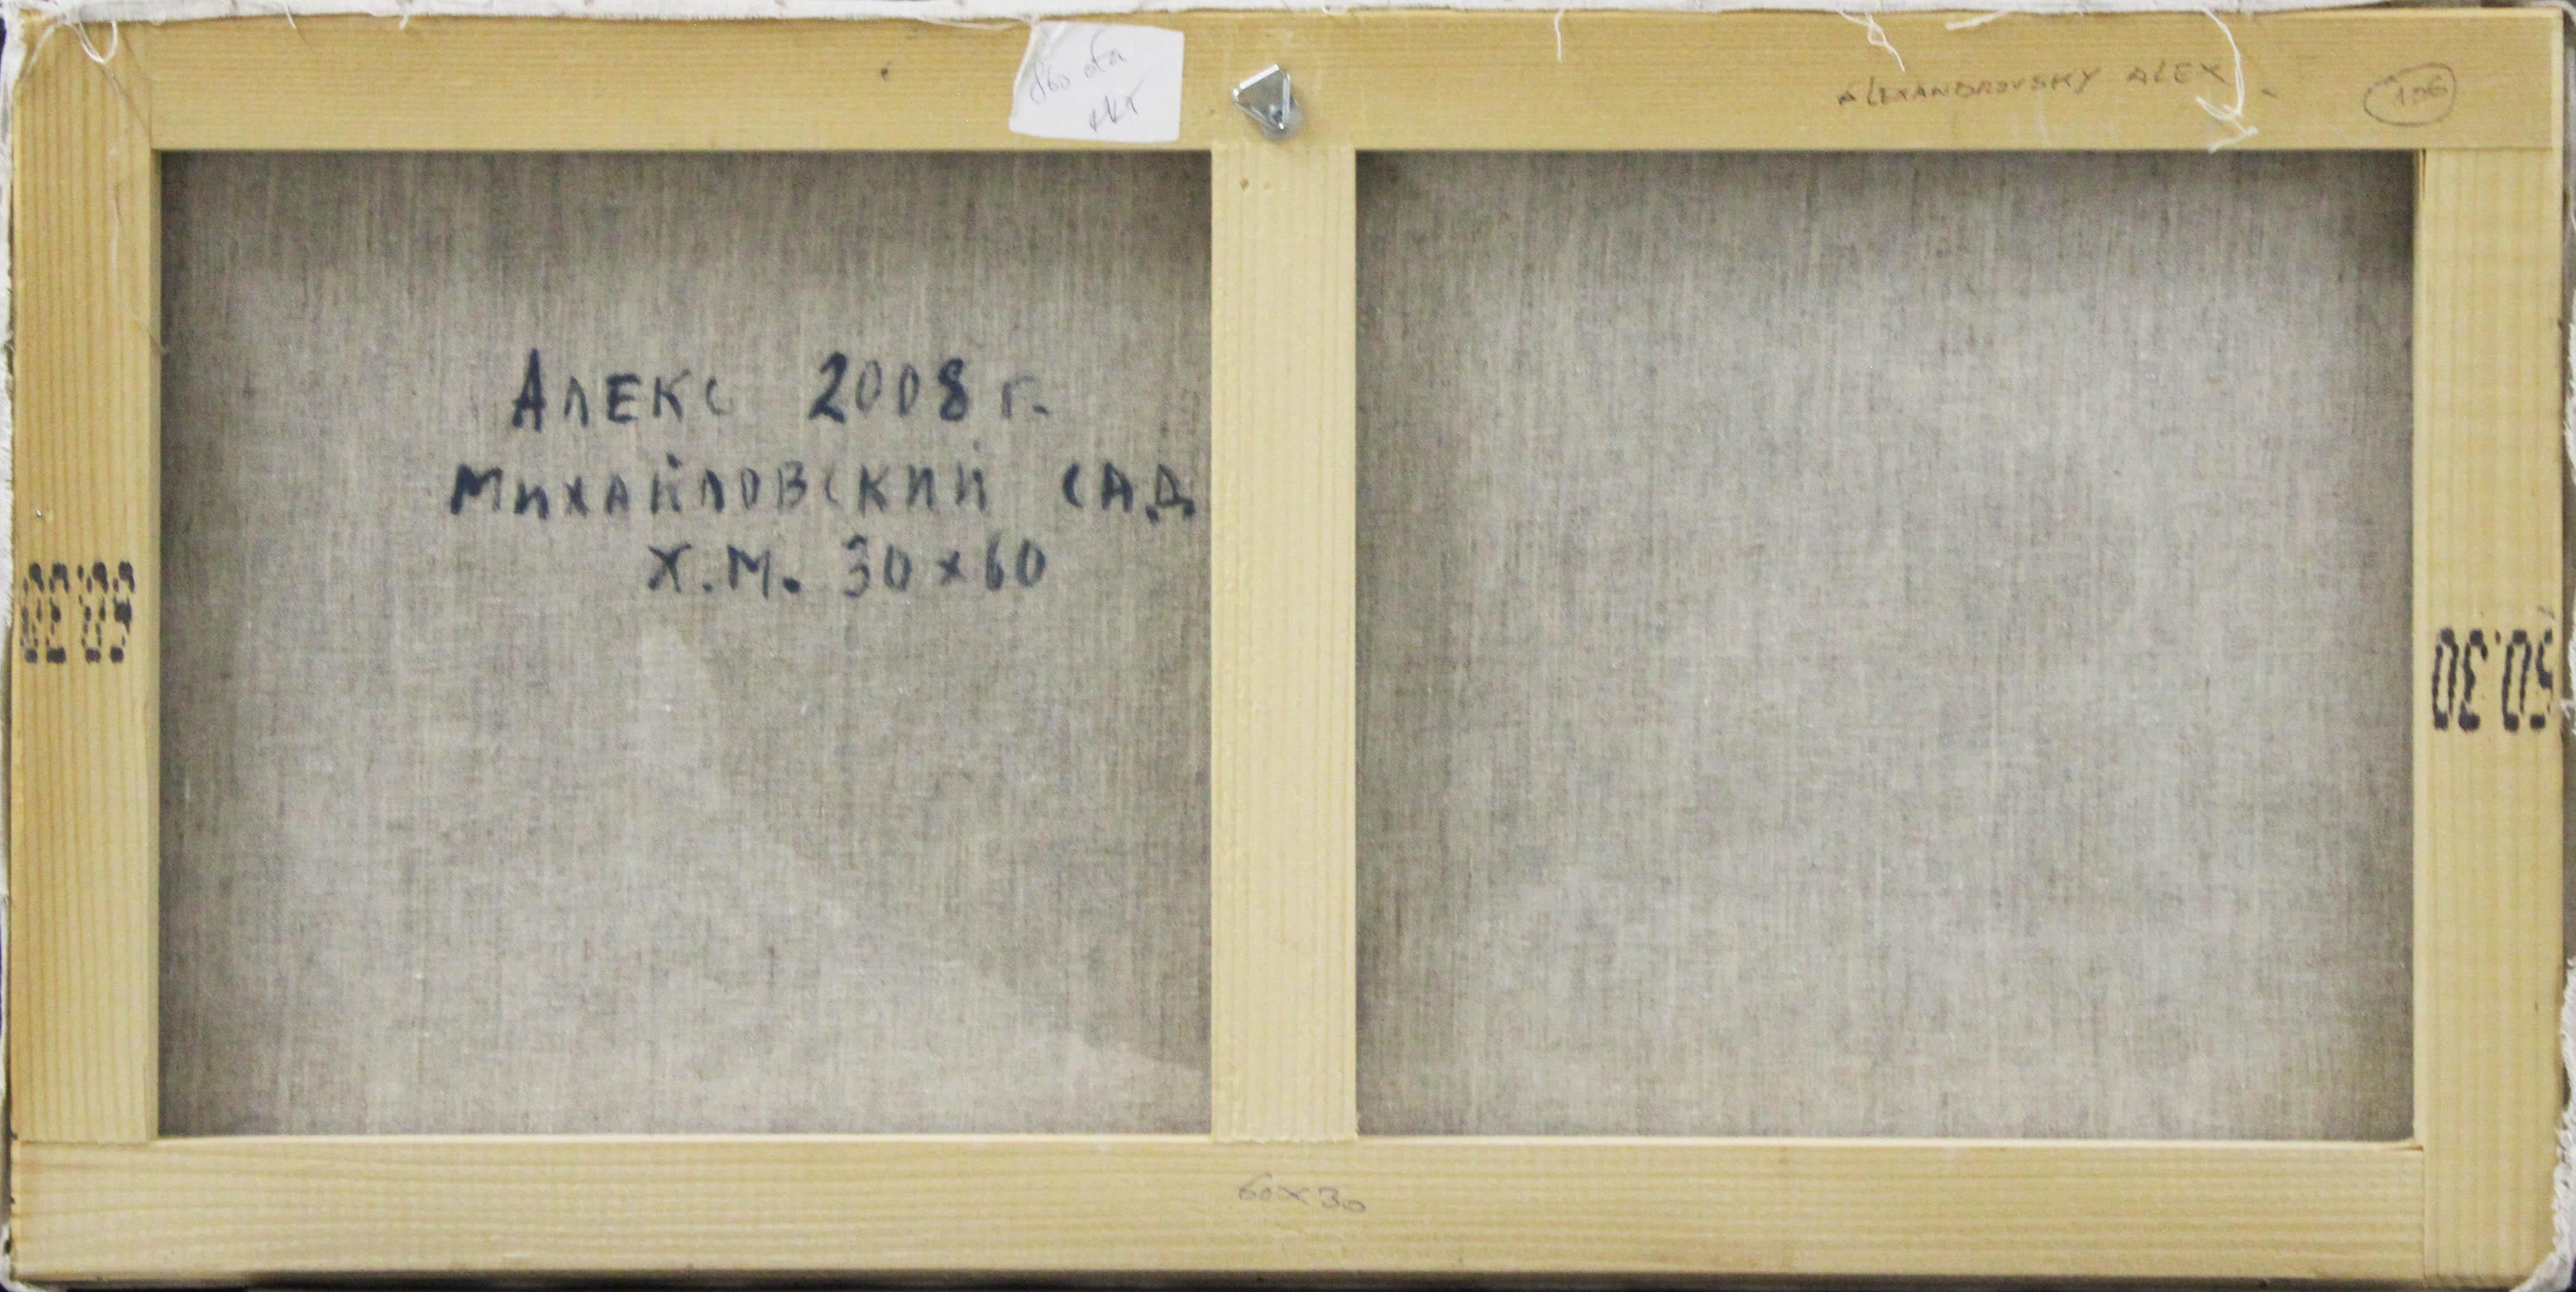 ALEXANDROVSKY ALEX.
106
Алекс 2008 г.
Михайловский сад
Х.М. 30×60
60.30
60.30
60×30